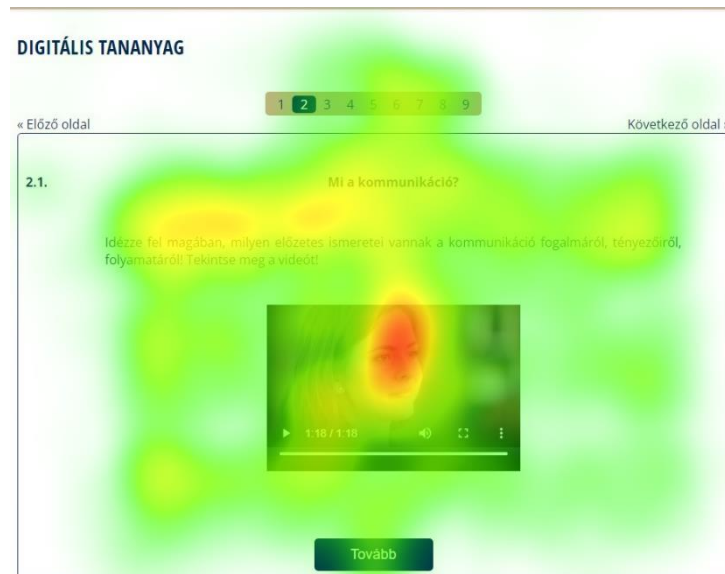 DIGITÁLIS TANANYAG
1 2 3 4 5 6 7 8 9
« Előző oldal
Következő oldal
2.1.
Mi a kommunikáció?
Idézze fel magában, milyen előzetes ismeretei vannak a kommunikáció fogalmáról, tényezőiről,
folyamatáról! Tekintse meg a videót!
1:18 / 1:18
Tovább